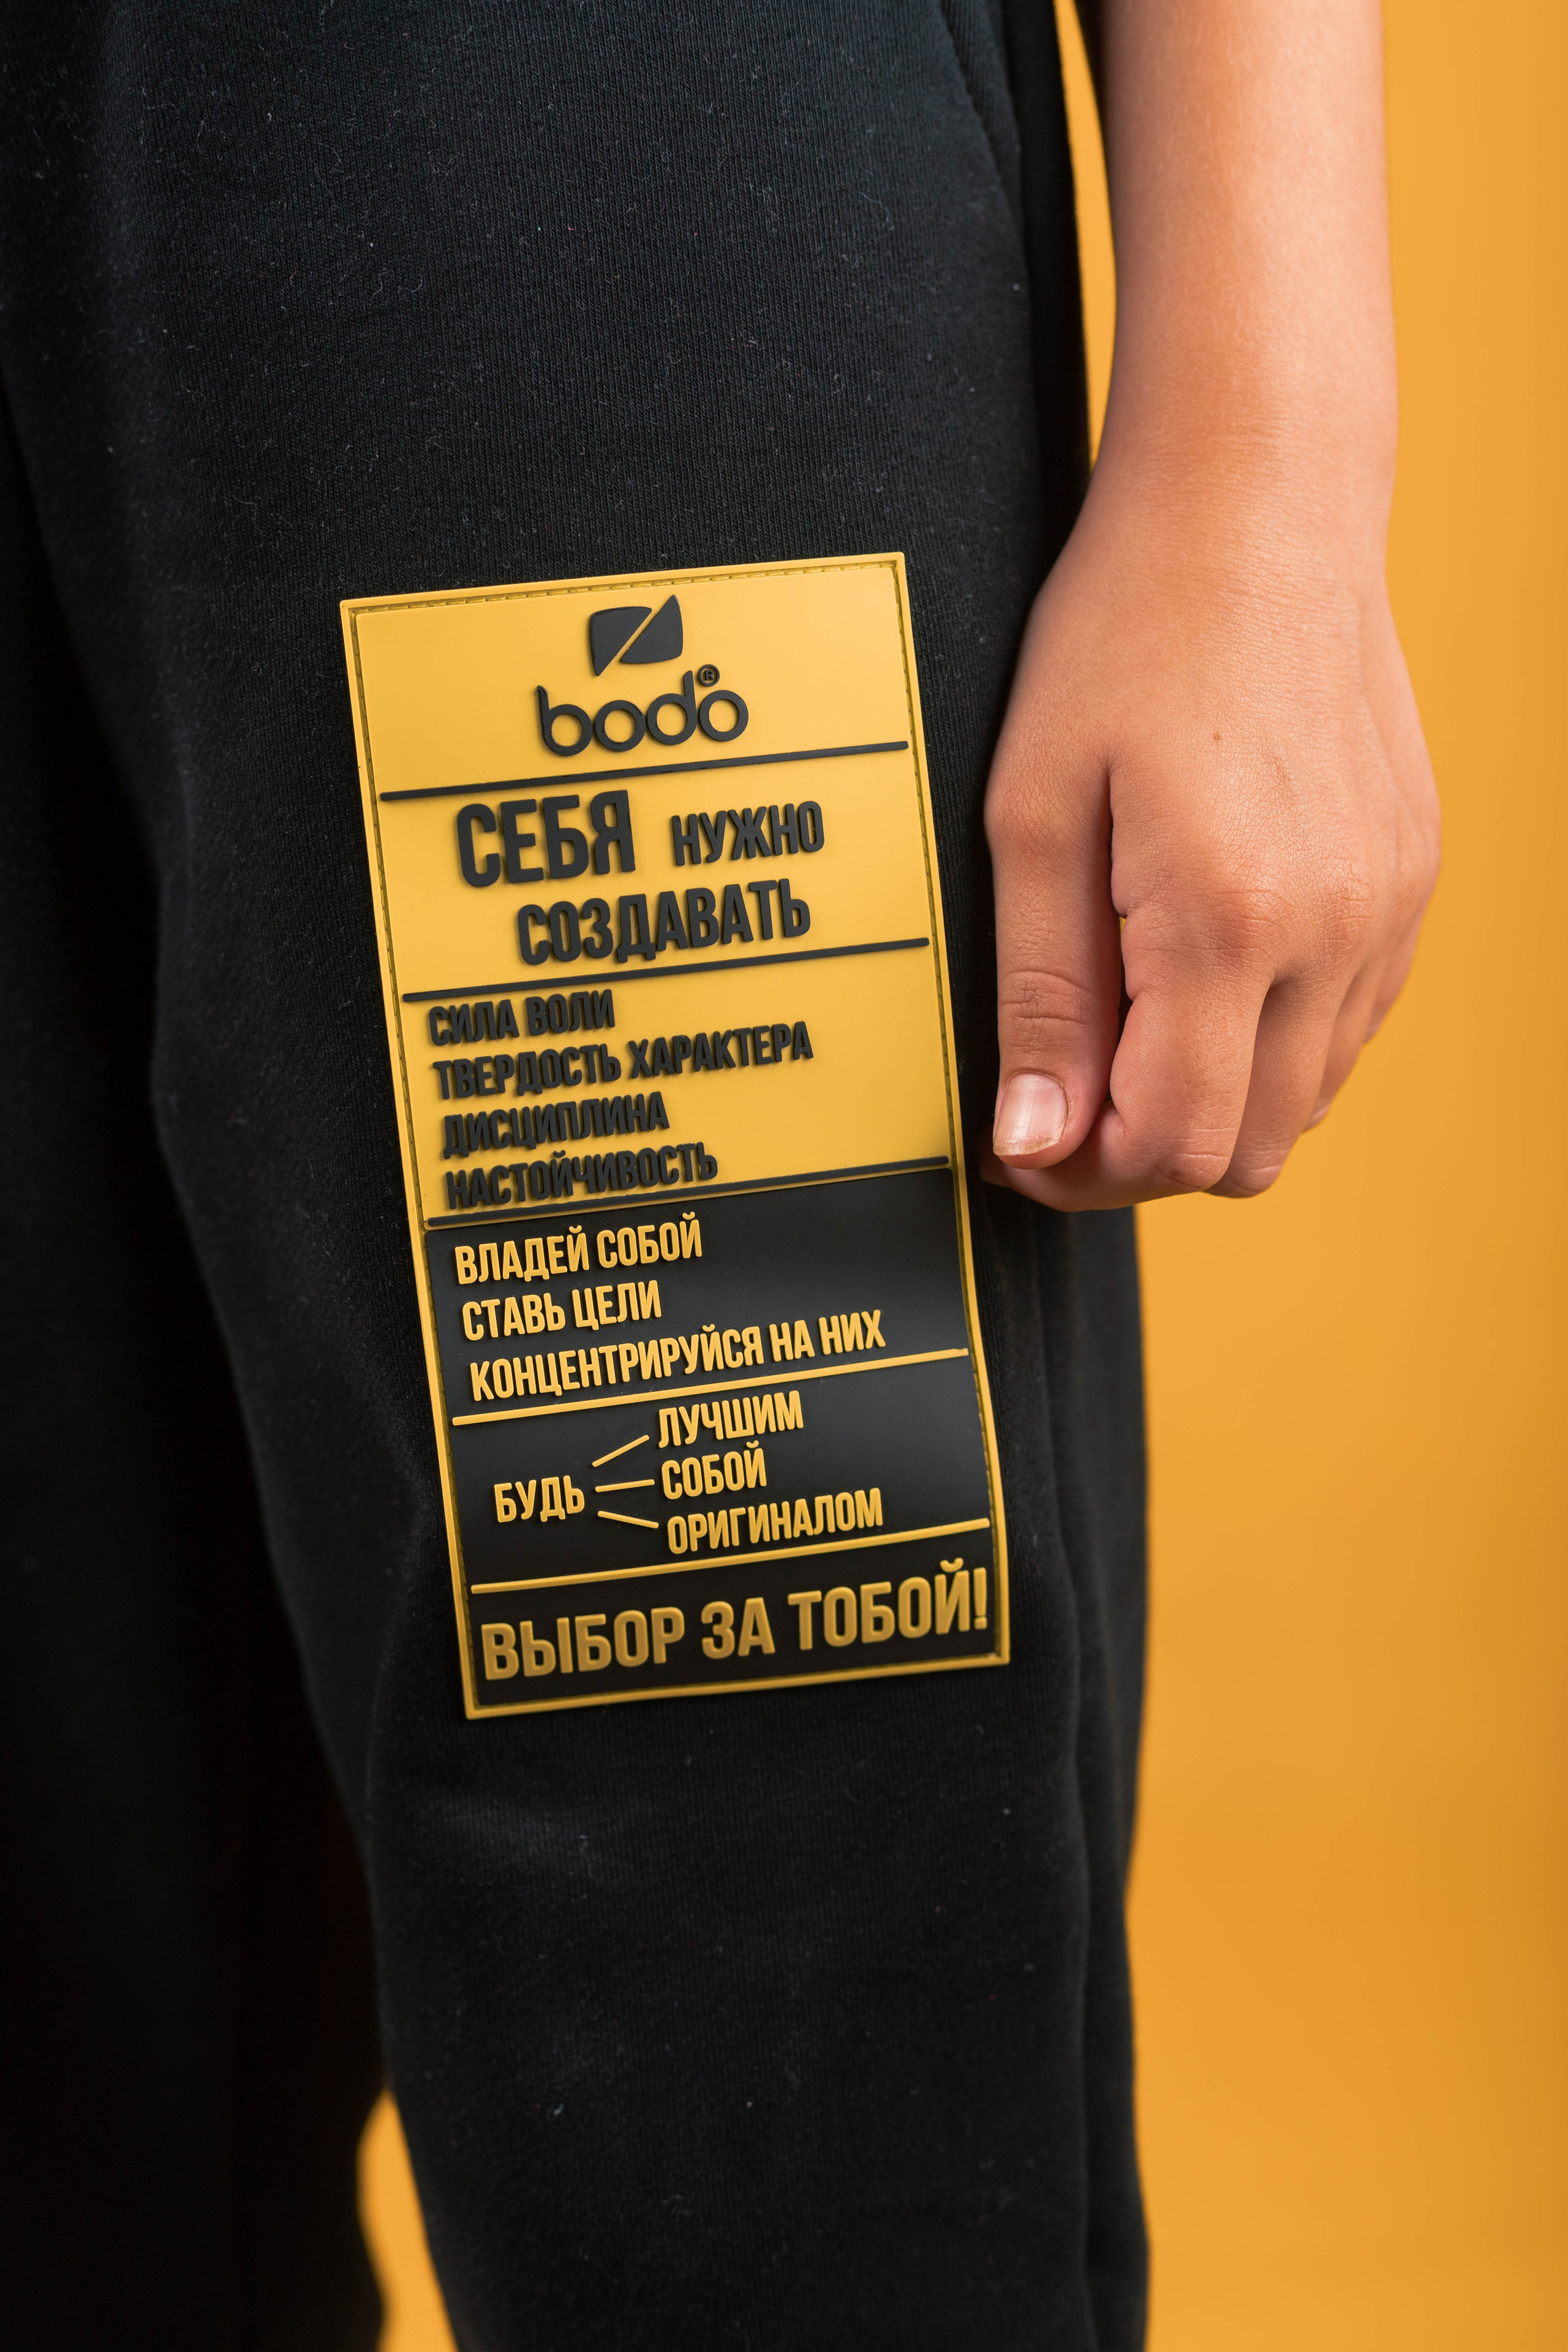 bodo®
СЕБЯ НУЖНО
СОЗДАВАТЬ
СИЛА ВОЛИ
ТВЕРДОСТЬ ХАРАКТЕРА
ДИСЦИПЛИНА
НАСТОЙЧИВОСТЬ
ВЛАДЕЙ СОБОЙ
СТАВЬ ЦЕЛИ
КОНЦЕНТРИРУЙСЯ НА НИХ
БУДЬ
ЛУЧШИМ
СОБОЙ
ОРИГИНАЛОМ
ВЫБОР ЗА ТОБОЙ!